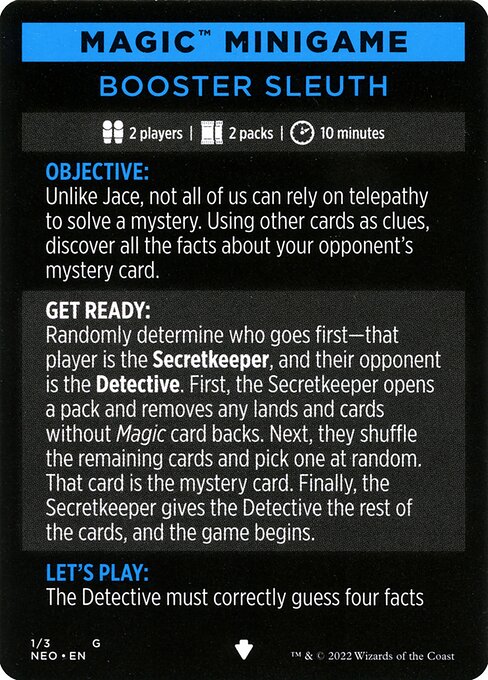 MAGIC™ MINIGAME
BOOSTER SLEUTH
2 players | 2 packs | 10 minutes
OBJECTIVE:
Unlike Jace, not all of us can rely on telepathy
to solve a mystery. Using other cards as clues,
discover all the facts about your opponent's
mystery card.
GET READY:
Randomly determine who goes first—that
player is the Secretkeeper, and their opponent
is the Detective. First, the Secretkeeper opens
a pack and removes any lands and cards
without Magic card backs. Next, they shuffle
the remaining cards and pick one at random.
That card is the mystery card. Finally, the
Secretkeeper gives the Detective the rest of
the cards, and the game begins.
LET'S PLAY:
The Detective must correctly guess four facts
1/3 G
NEO • EN
™ & © 2022 Wizards of the Coast